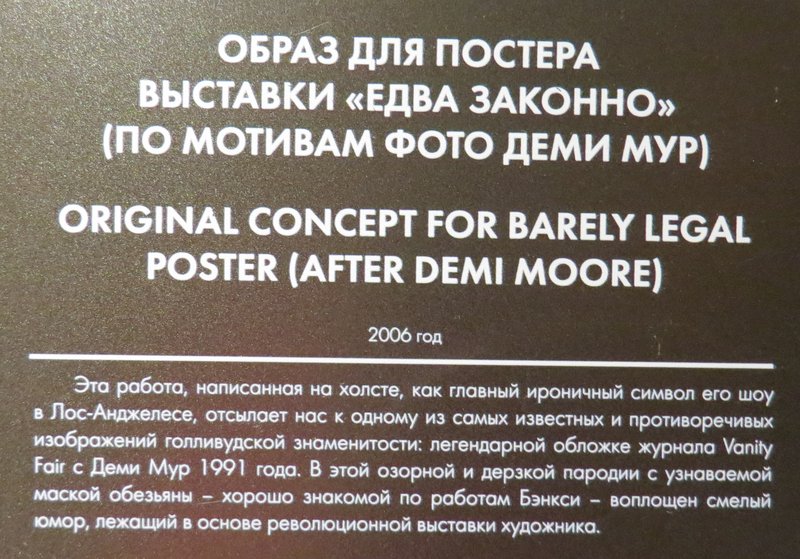 ОБРАЗ ДЛЯ ПОСТЕРА
ВЫСТАВКИ «ЕДВА ЗАКОННО»
(ПО МОТИВАМ ФОТО ДЕМИ МУР)
ORIGINAL CONCEPT FOR BARELY LEGAL
POSTER (AFTER DEMI MOORE)
2006 год
Эта работа, написанная на холсте, как главный ироничный символ его шоу
в Лос-Анджелесе, отсылает нас к одному из самых известных и противоречивых
изображений голливудской знаменитости: легендарной обложке журнала Vanity
Fair с Деми Мур 1991 года. В этой озорной и дерзкой пародии с узнаваемой
маской обезьяны – хорошо знакомой по работам Бэнкси – воплощен смелый
юмор, лежащий в основе революционной выставки художника.